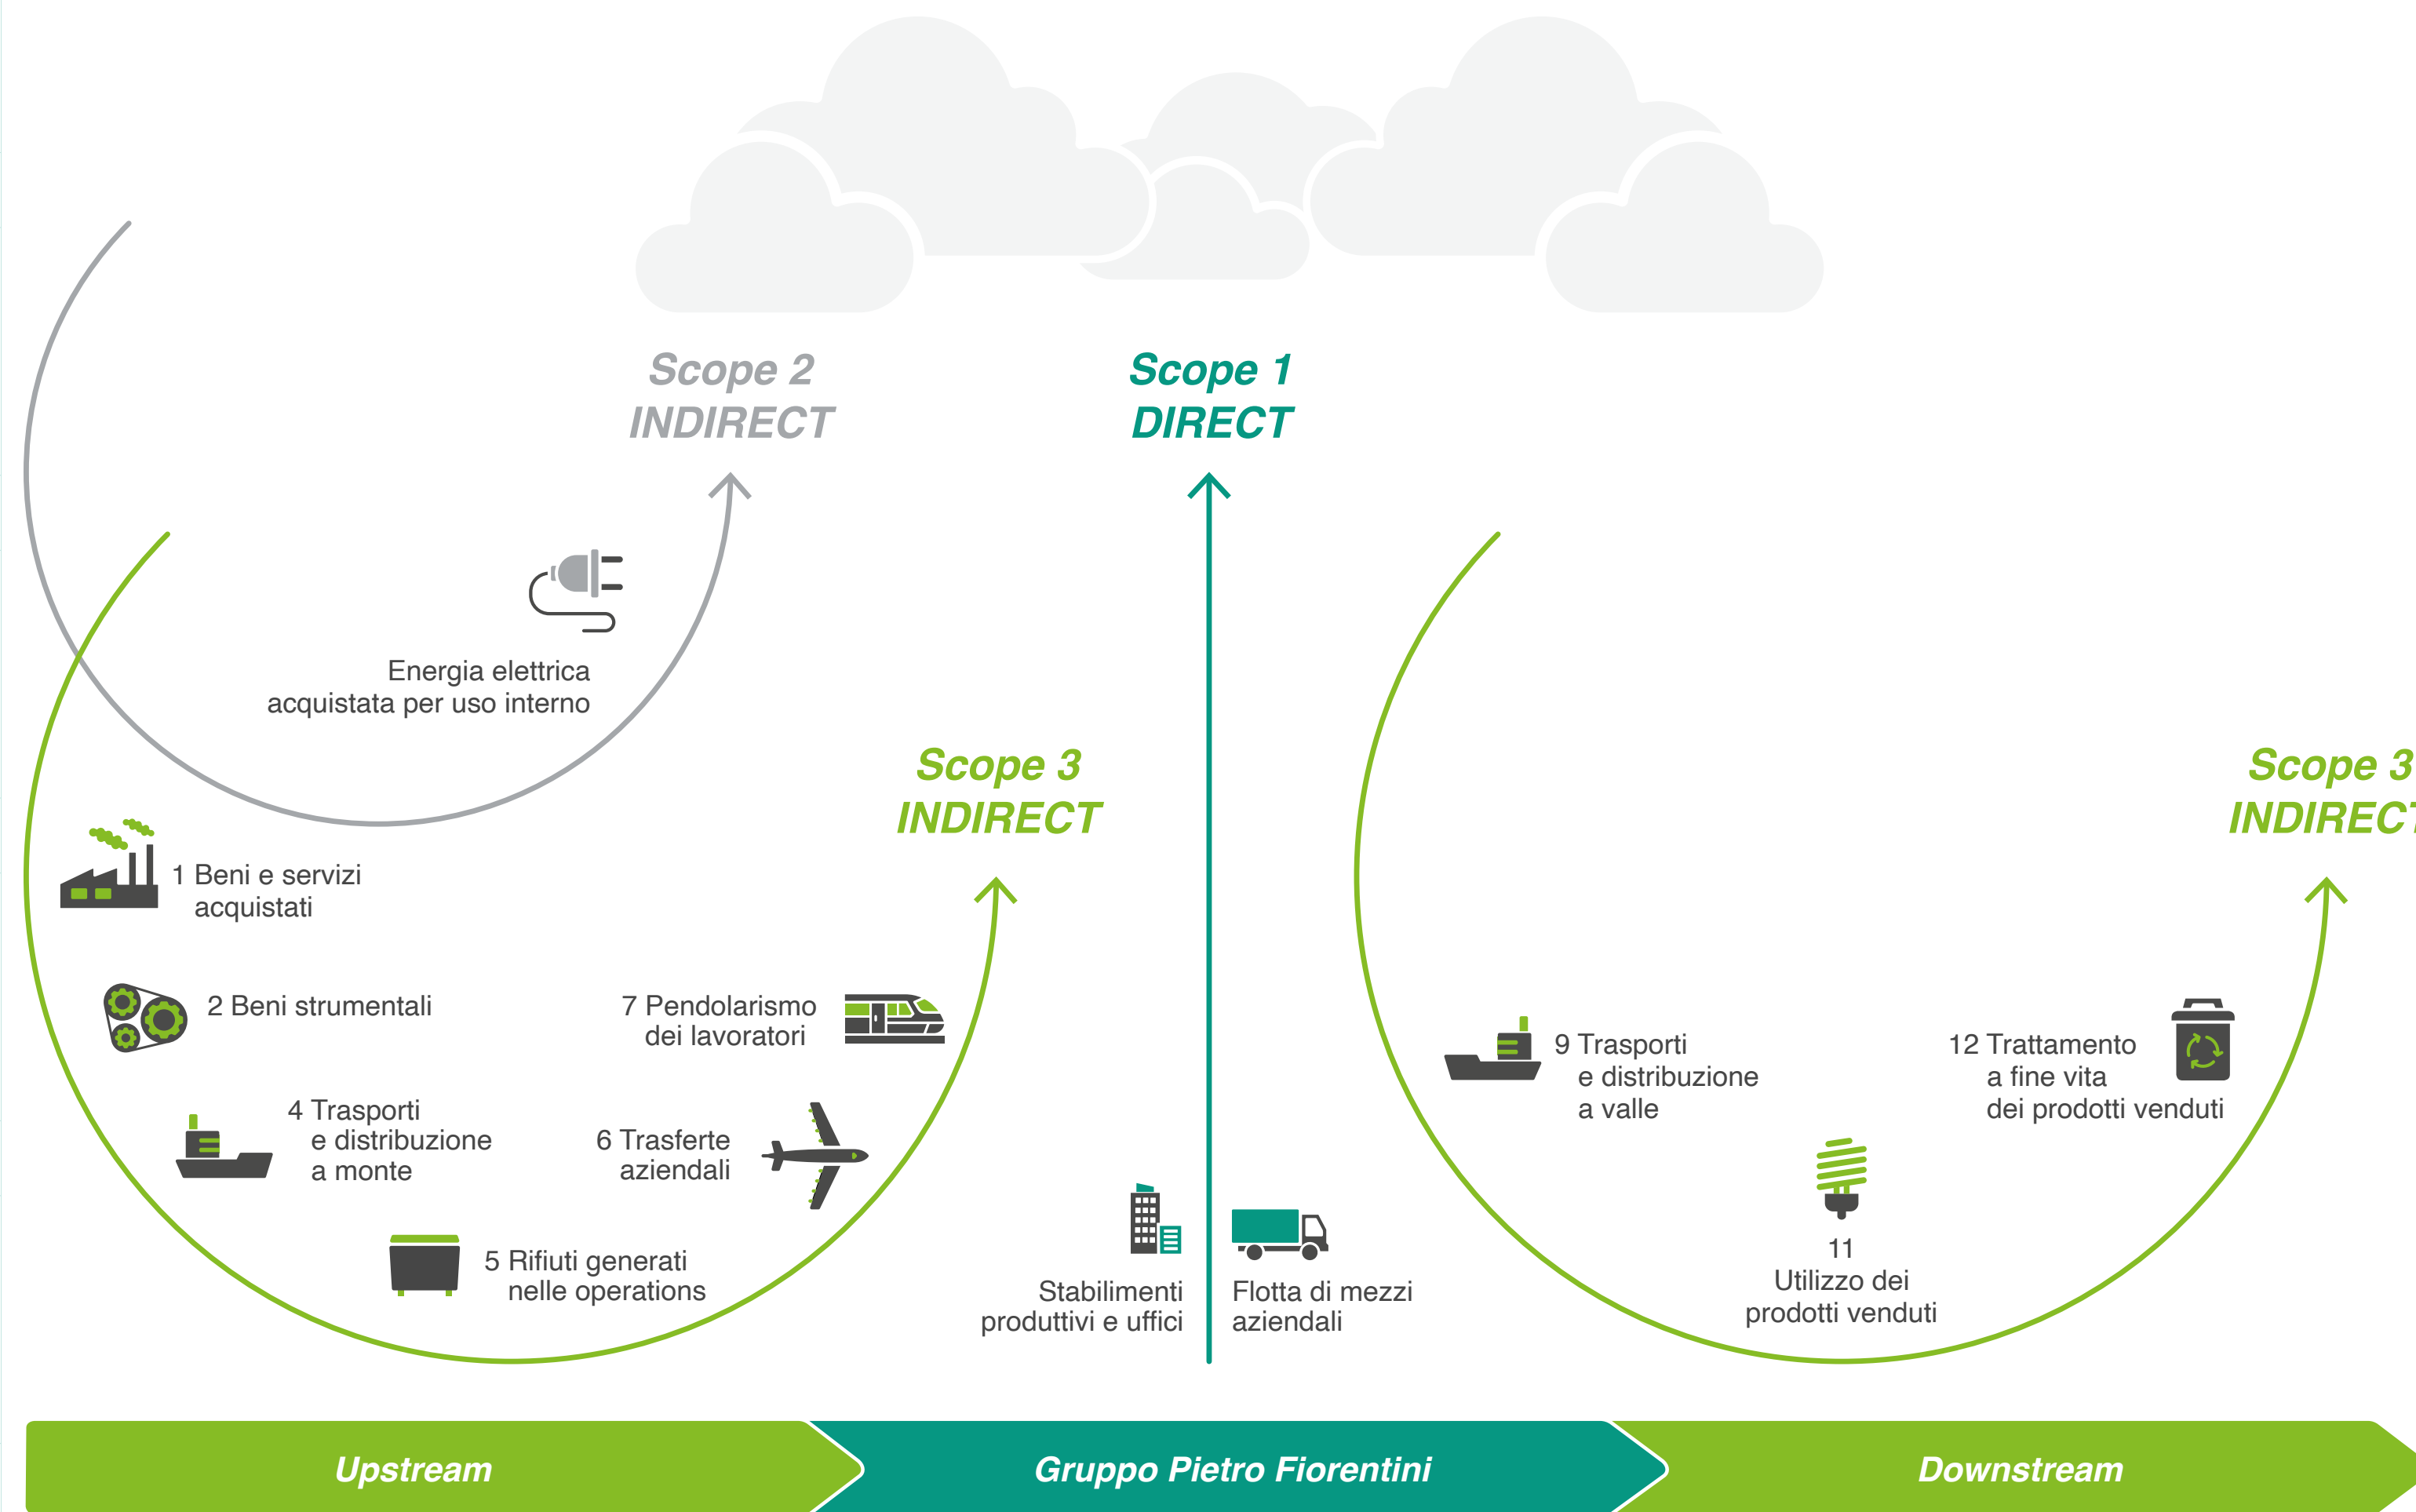 Scope 2
INDIRECT
Scope 1
DIRECT
Energia elettrica
acquistata per uso interno
Scope 3
INDIRECT
Scope 3
INDIRECT
1 Beni e servizi
acquistati
2 Beni strumentali
7 Pendolarismo
dei lavoratori
4 Trasporti
e distribuzione
a monte
6 Trasferte
aziendali
5 Rifiuti generati
nelle operations
Stabilimenti
produttivi e uffici
Flotta di mezzi
aziendali
9 Trasporti
e distribuzione
a valle
12 Trattamento
a fine vita
dei prodotti venduti
11
Utilizzo dei
prodotti venduti
Upstream
Gruppo Pietro Fiorentini
Downstream